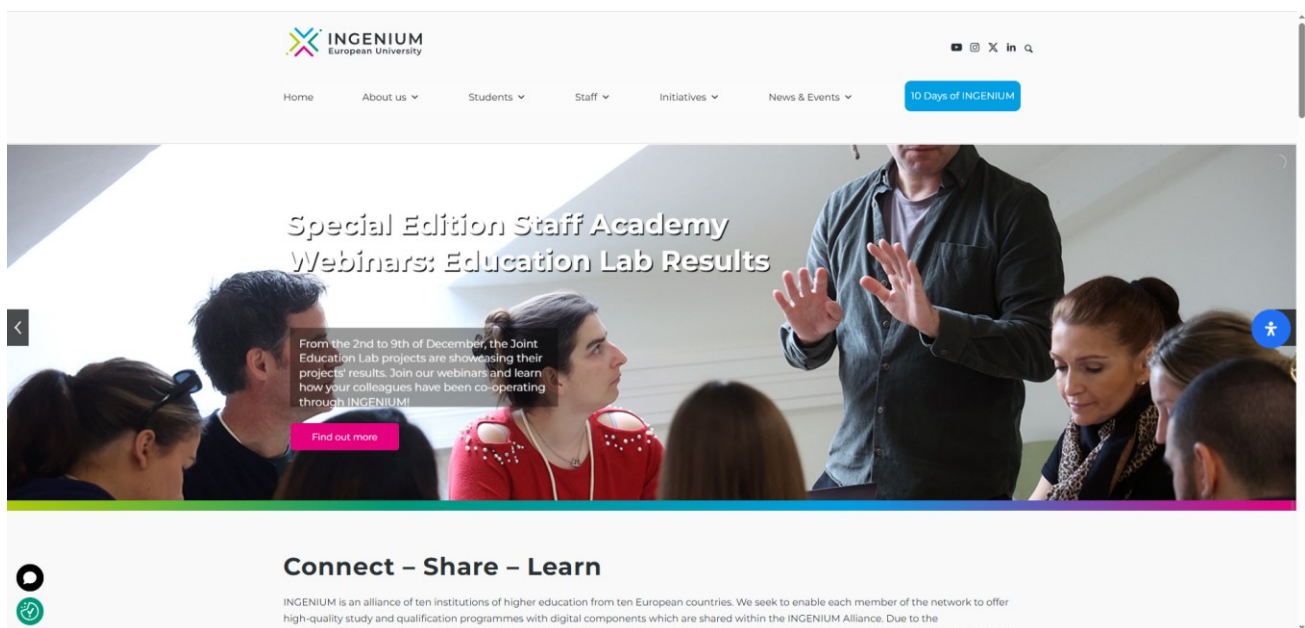 INGENIUM
European University
Home
About us
Students
Staff
Initiatives
News & Events
10 Days of INGENIUM
Special Edition Staff Academy
Webinars: Education Lab Results
From the 2nd to 9th of December, the Joint
Education Lab projects are showcasing their
projects' results. Join our webinars and learn
how your colleagues have been co-operating
through INGENIUM!
Find out more
Connect – Share – Learn
INGENIUM is an alliance of ten institutions of higher education from ten European countries. We seek to enable each member of the network to offer
high-quality study and qualification programmes with digital components which are shared within the INGENIUM Alliance. Due to the